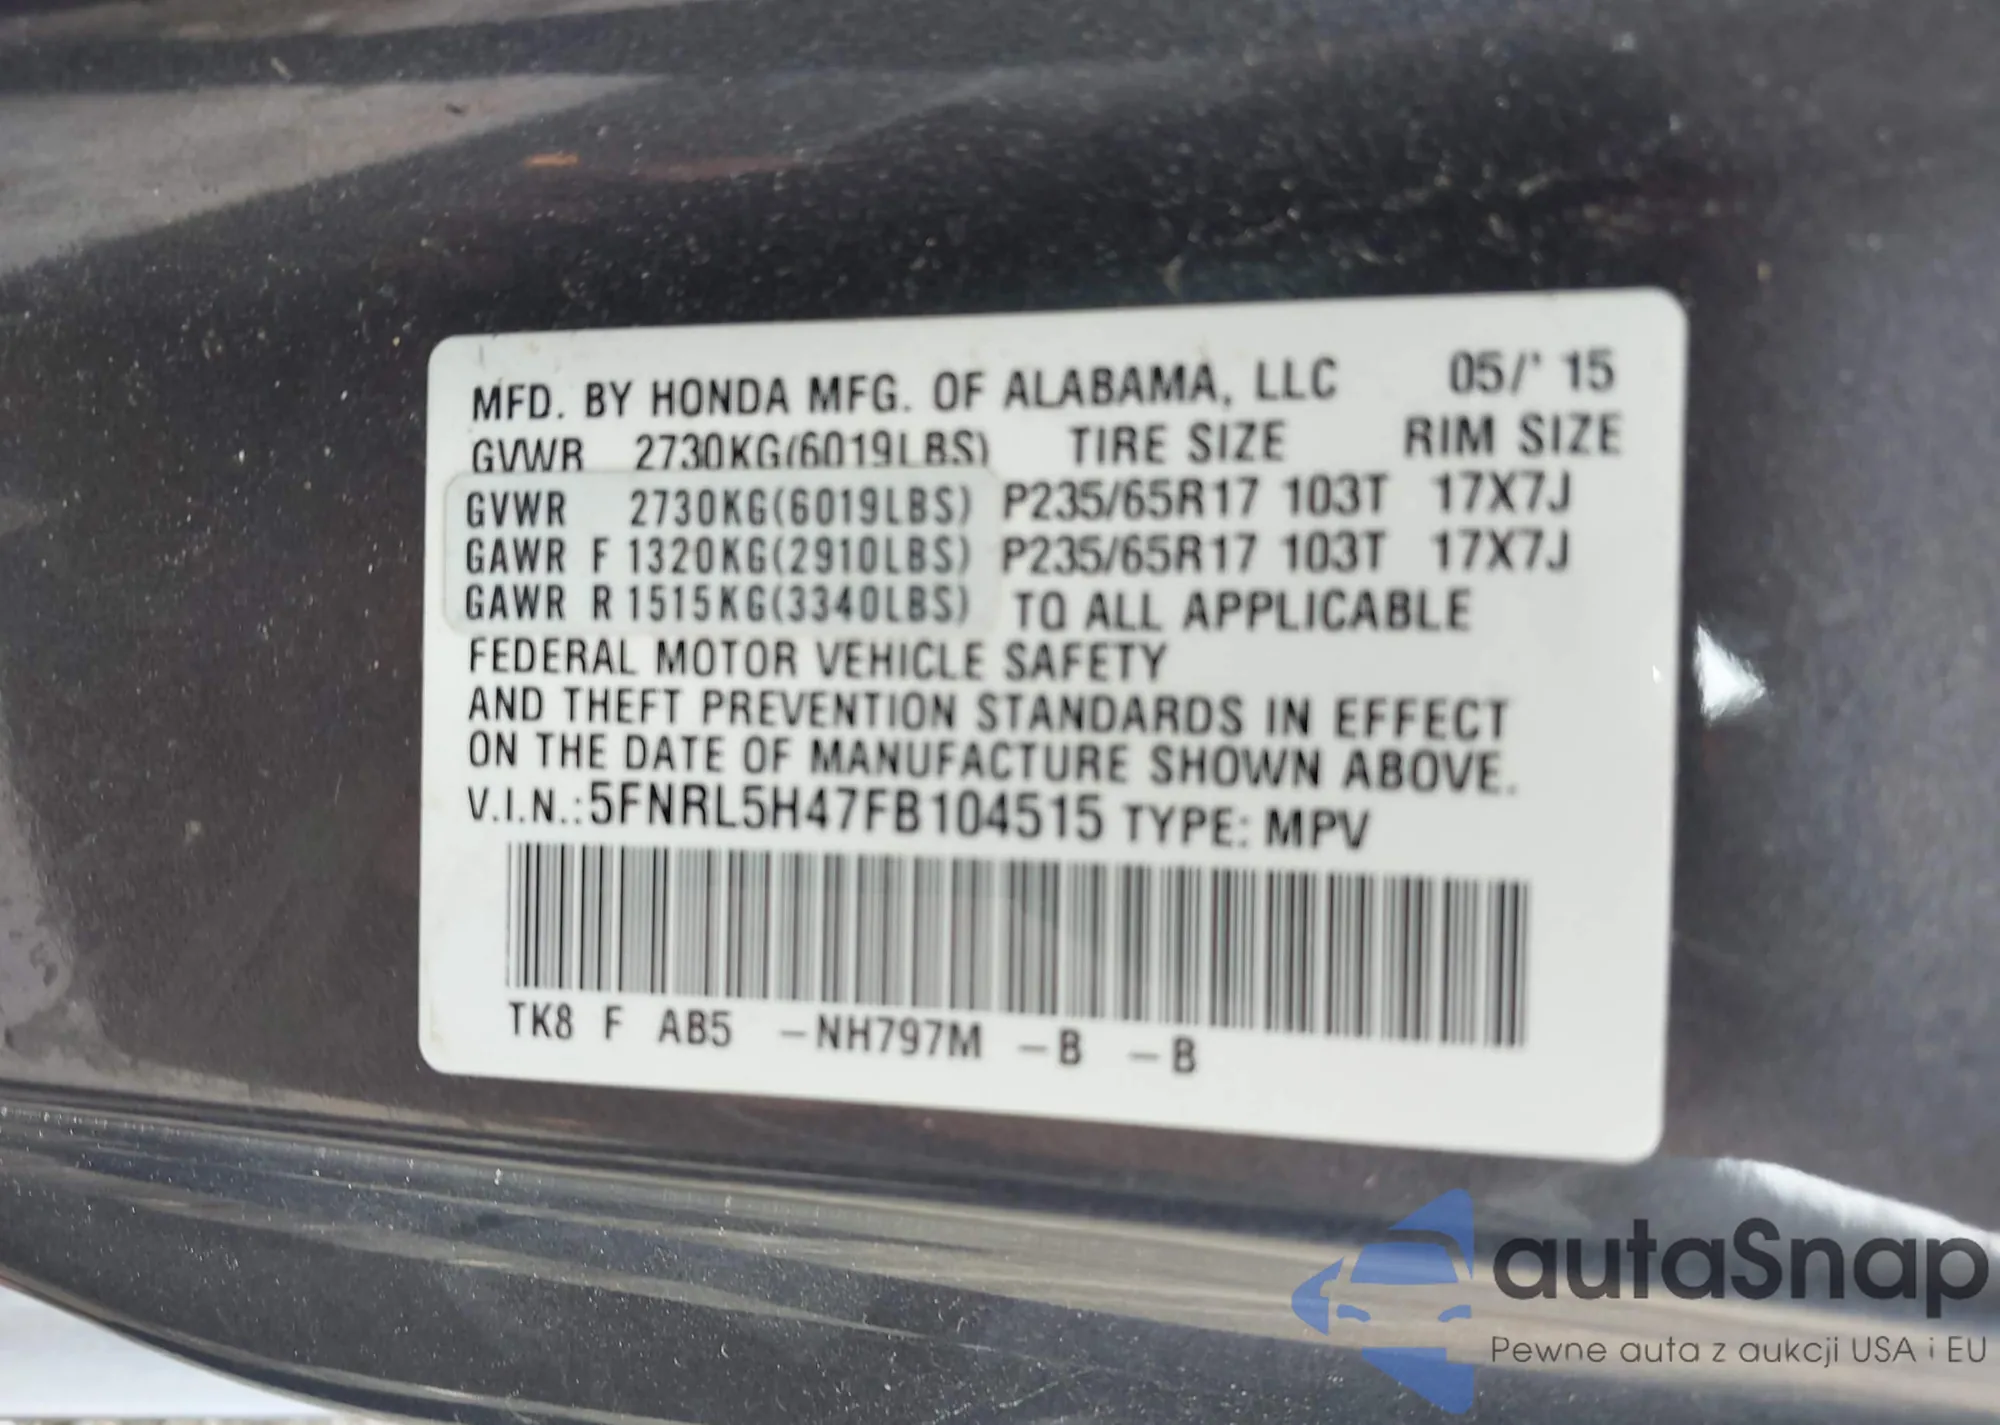 MFD. BY HONDA MFG. OF ALABAMA, LLC 05/' 15
GVWR 2730KG(6019LBS) TIRE SIZE RIM SIZE
GVWR 2730KG(6019LBS) P235/65R17 103T 17X7J
GAWR F 1320KG(2910LBS) P235/65R17 103T 17X7J
GAWR R 1515KG(3340LBS) TO ALL APPLICABLE
FEDERAL MOTOR VEHICLE SAFETY
AND THEFT PREVENTION STANDARDS IN EFFECT
ON THE DATE OF MANUFACTURE SHOWN ABOVE.
V.I.N.:5FNRL5H47FB104515 TYPE: MPV
TK8 F AB5 -NH797M -B -B
autaSnap
Pewne auta z aukcji USA i EU